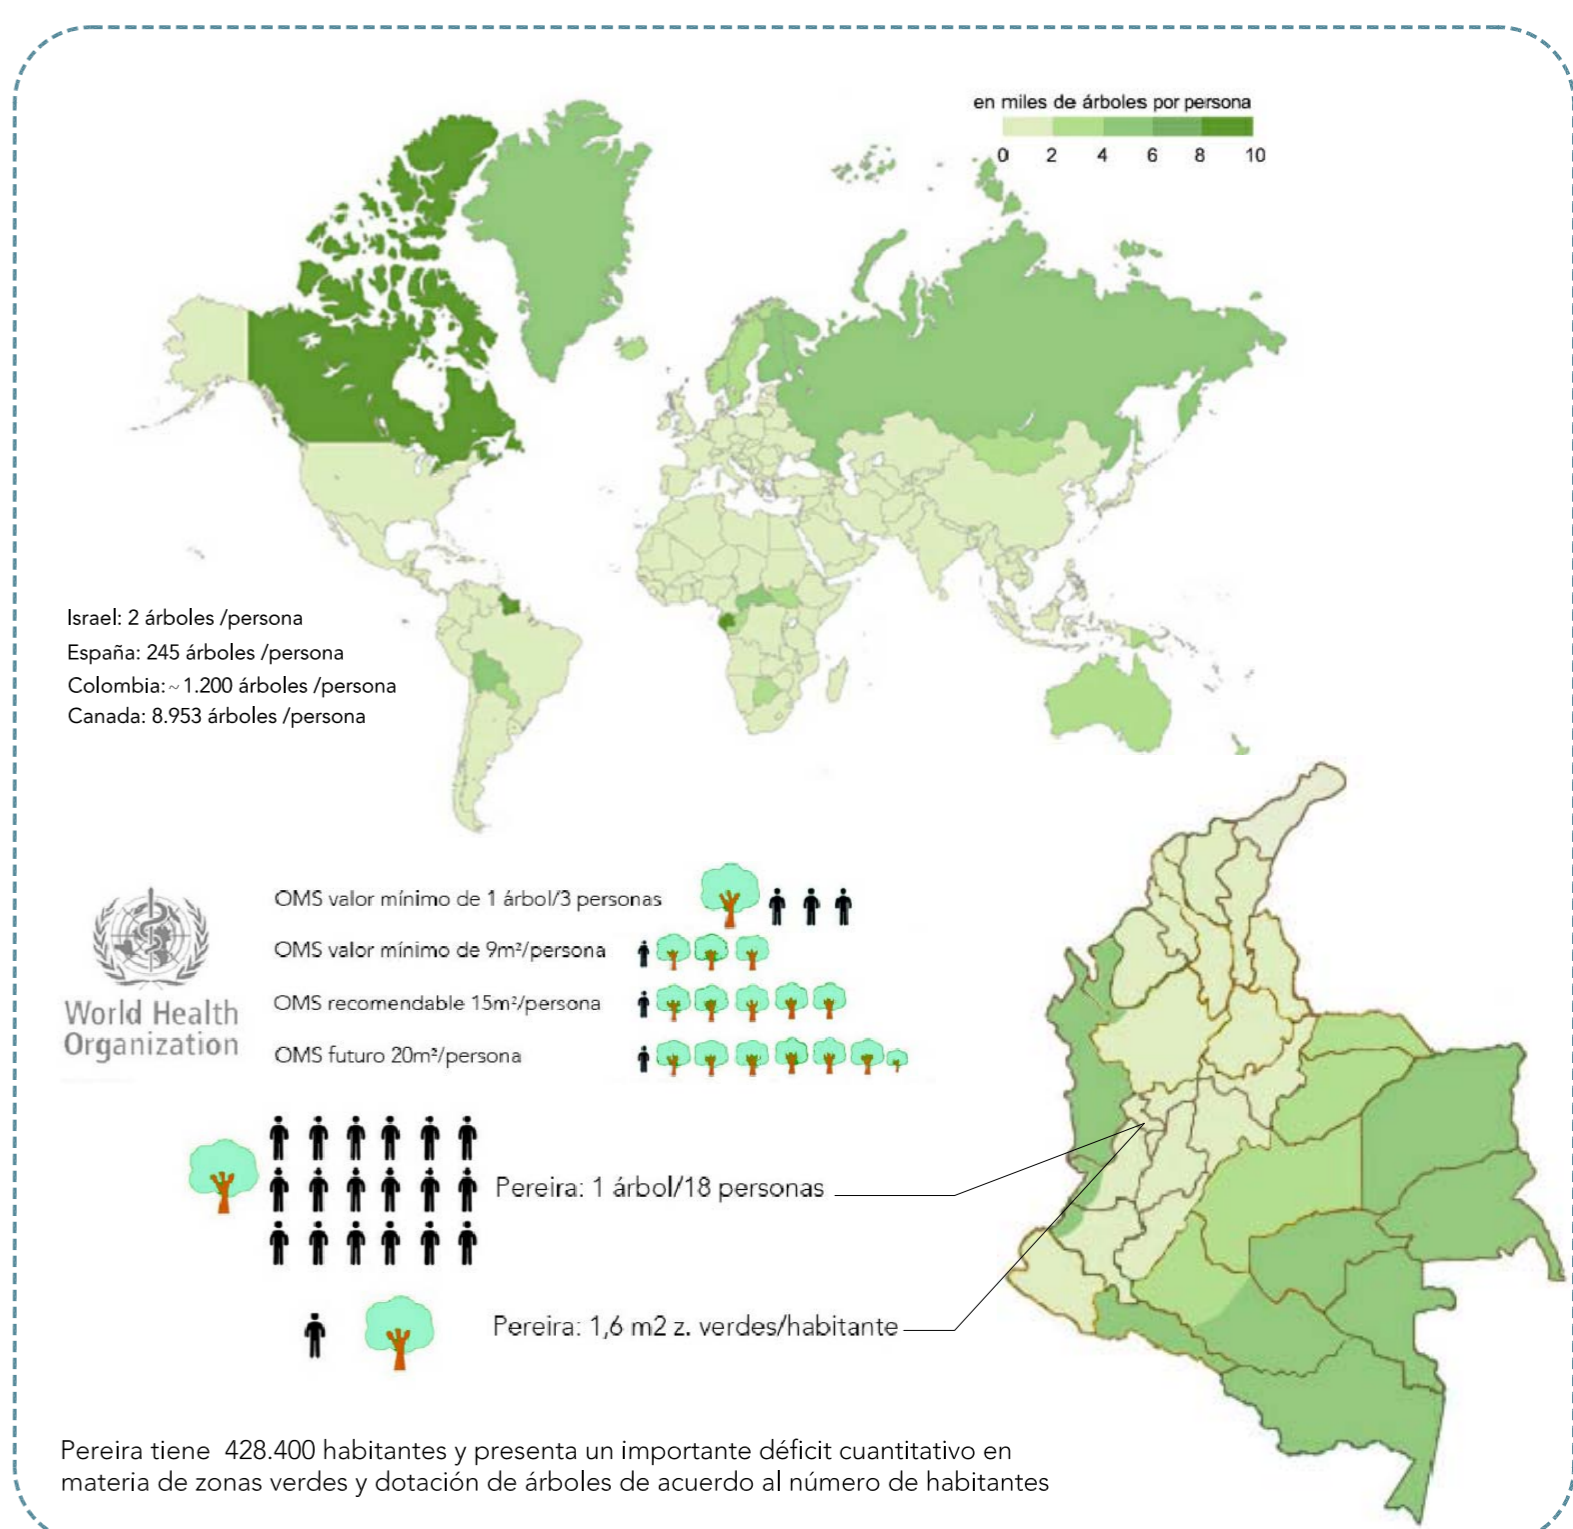 en miles de árboles por persona
0 2 4 6 8 10
Israel: 2 árboles /persona
España: 245 árboles /persona
Colombia: ~ 1.200 árboles /persona
Canada: 8.953 árboles /persona
World Health
Organization
OMS valor mínimo de 1 árbol/3 personas
OMS valor mínimo de 9m²/persona
OMS recomendable 15m²/persona
OMS futuro 20m²/persona
Pereira: 1 árbol/18 personas
Pereira: 1,6 m2 z. verdes/habitante
Pereira tiene 428.400 habitantes y presenta un importante déficit cuantitativo en
materia de zonas verdes y dotación de árboles de acuerdo al número de habitantes